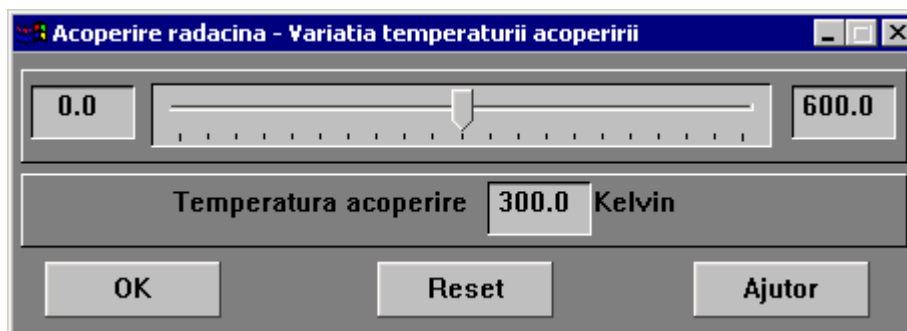 Acoperire radacina - Variatia temperaturii acoperirii
0.0 600.0
Temperatura acoperire 300.0 Kelvin
OK Reset Ajutor